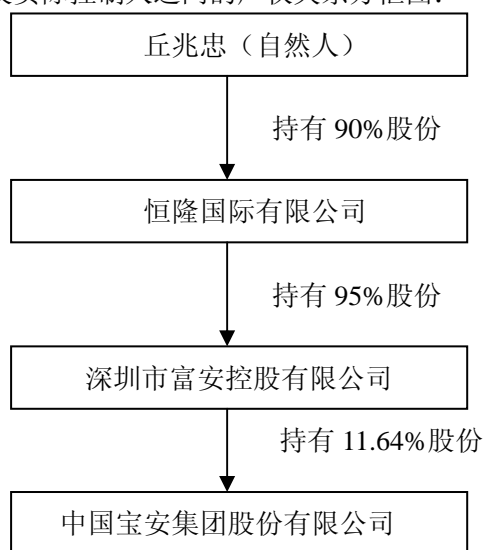 丘兆忠（自然人）
持有 90%股份
恒隆国际有限公司
持有 95%股份
深圳市富安控股有限公司
持有 11.64%股份
中国宝安集团股份有限公司